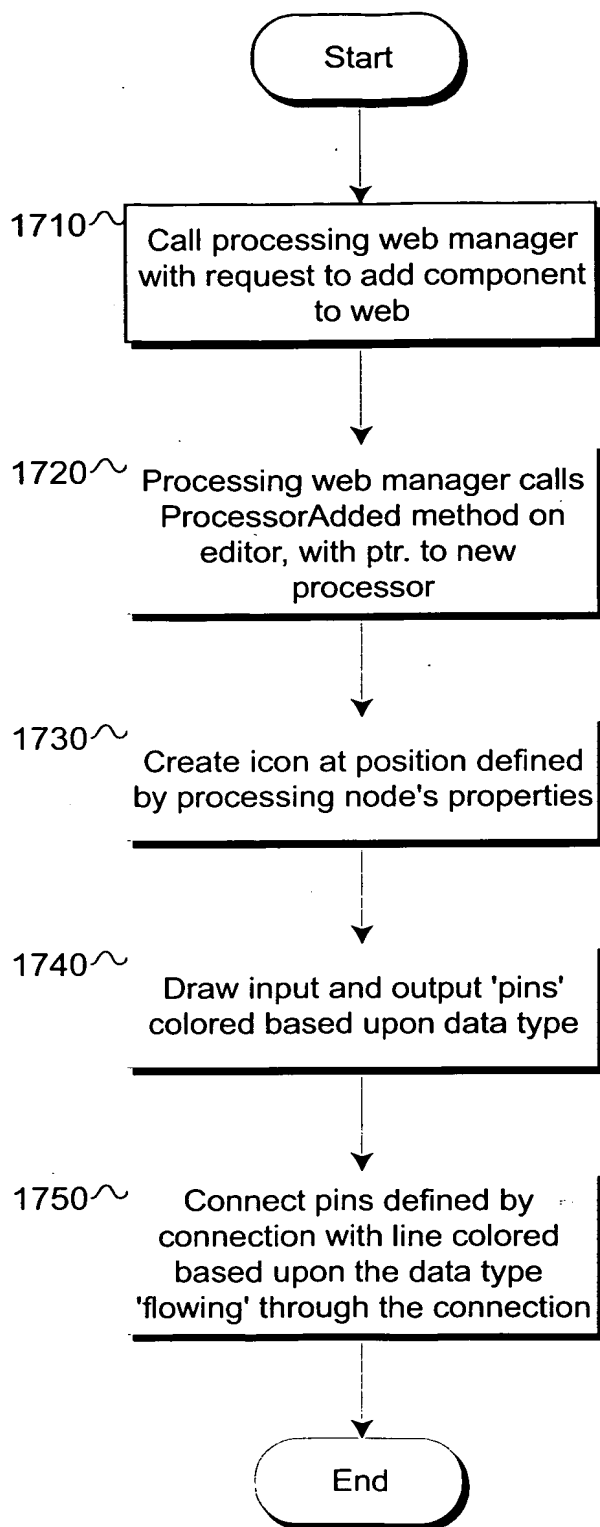 Start
1710
Call processing web manager
with request to add component
to web
1720
Processing web manager calls
ProcessorAdded method on
editor, with ptr. to new
processor
1730
Create icon at position defined
by processing node's properties
1740
Draw input and output 'pins'
colored based upon data type
1750
Connect pins defined by
connection with line colored
based upon the data type
'flowing' through the connection
End